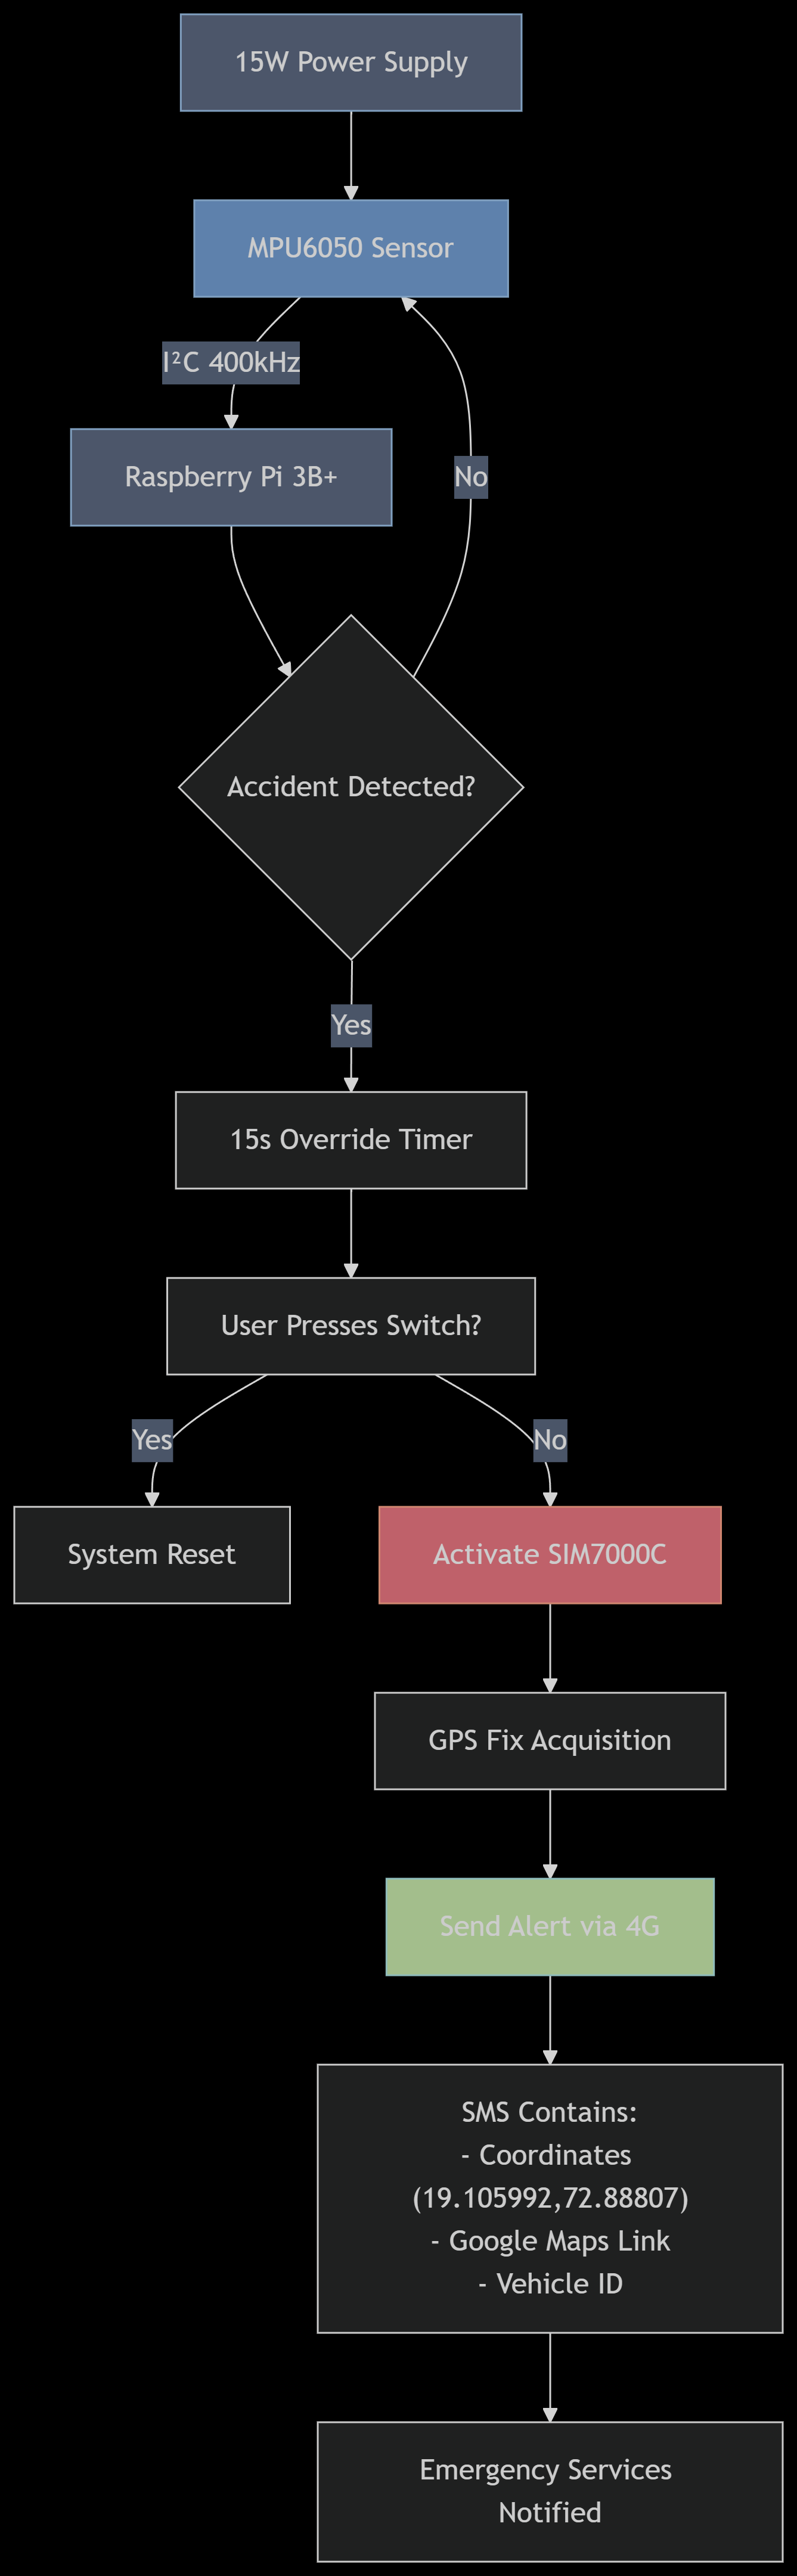 15W Power Supply
MPU6050 Sensor
I²C 400kHz
Raspberry Pi 3B+
No
Accident Detected?
Yes
15s Override Timer
User Presses Switch?
Yes
No
System Reset
Activate SIM7000C
GPS Fix Acquisition
Send Alert via 4G
SMS Contains:
- Coordinates
(19.105992,72.88807)
- Google Maps Link
- Vehicle ID
Emergency Services
Notified